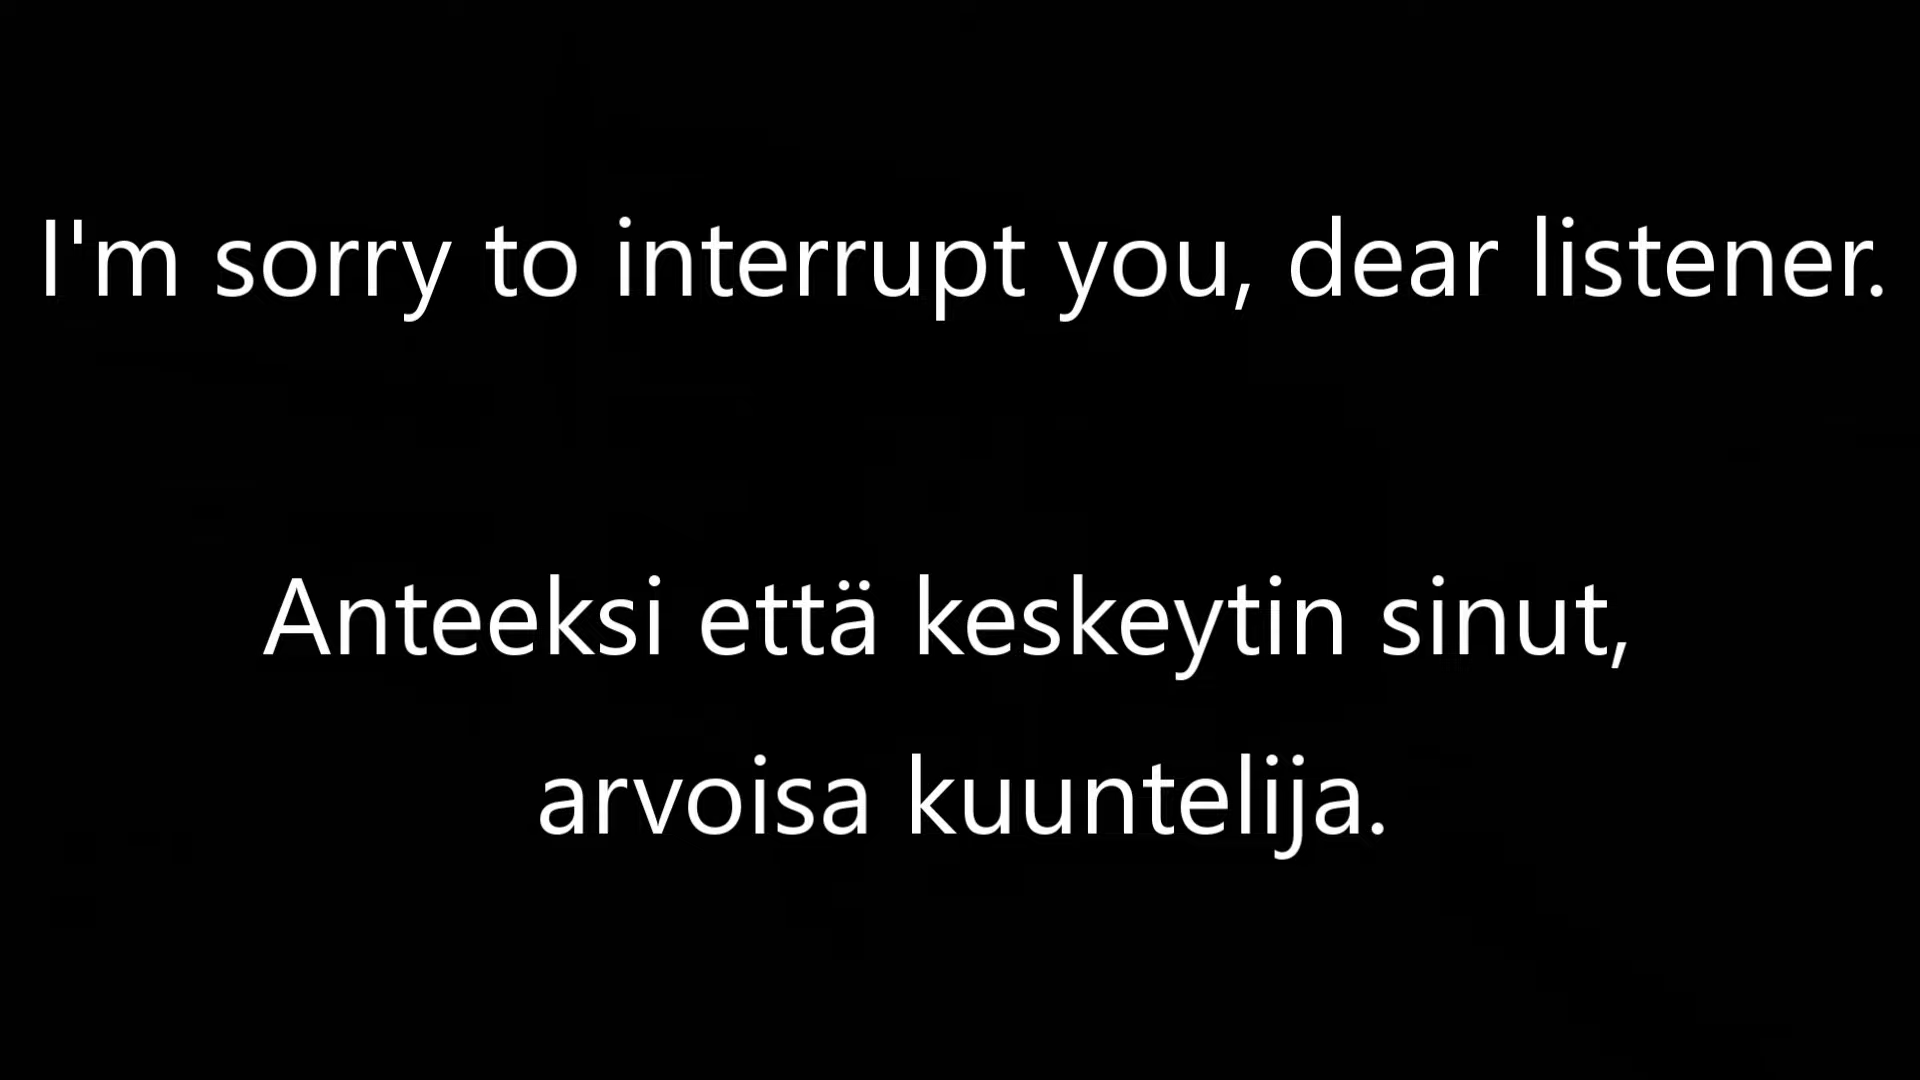 I'm sorry to interrupt you, dear listener.
Anteeksi että keskeytin sinut,
arvoisa kuuntelija.